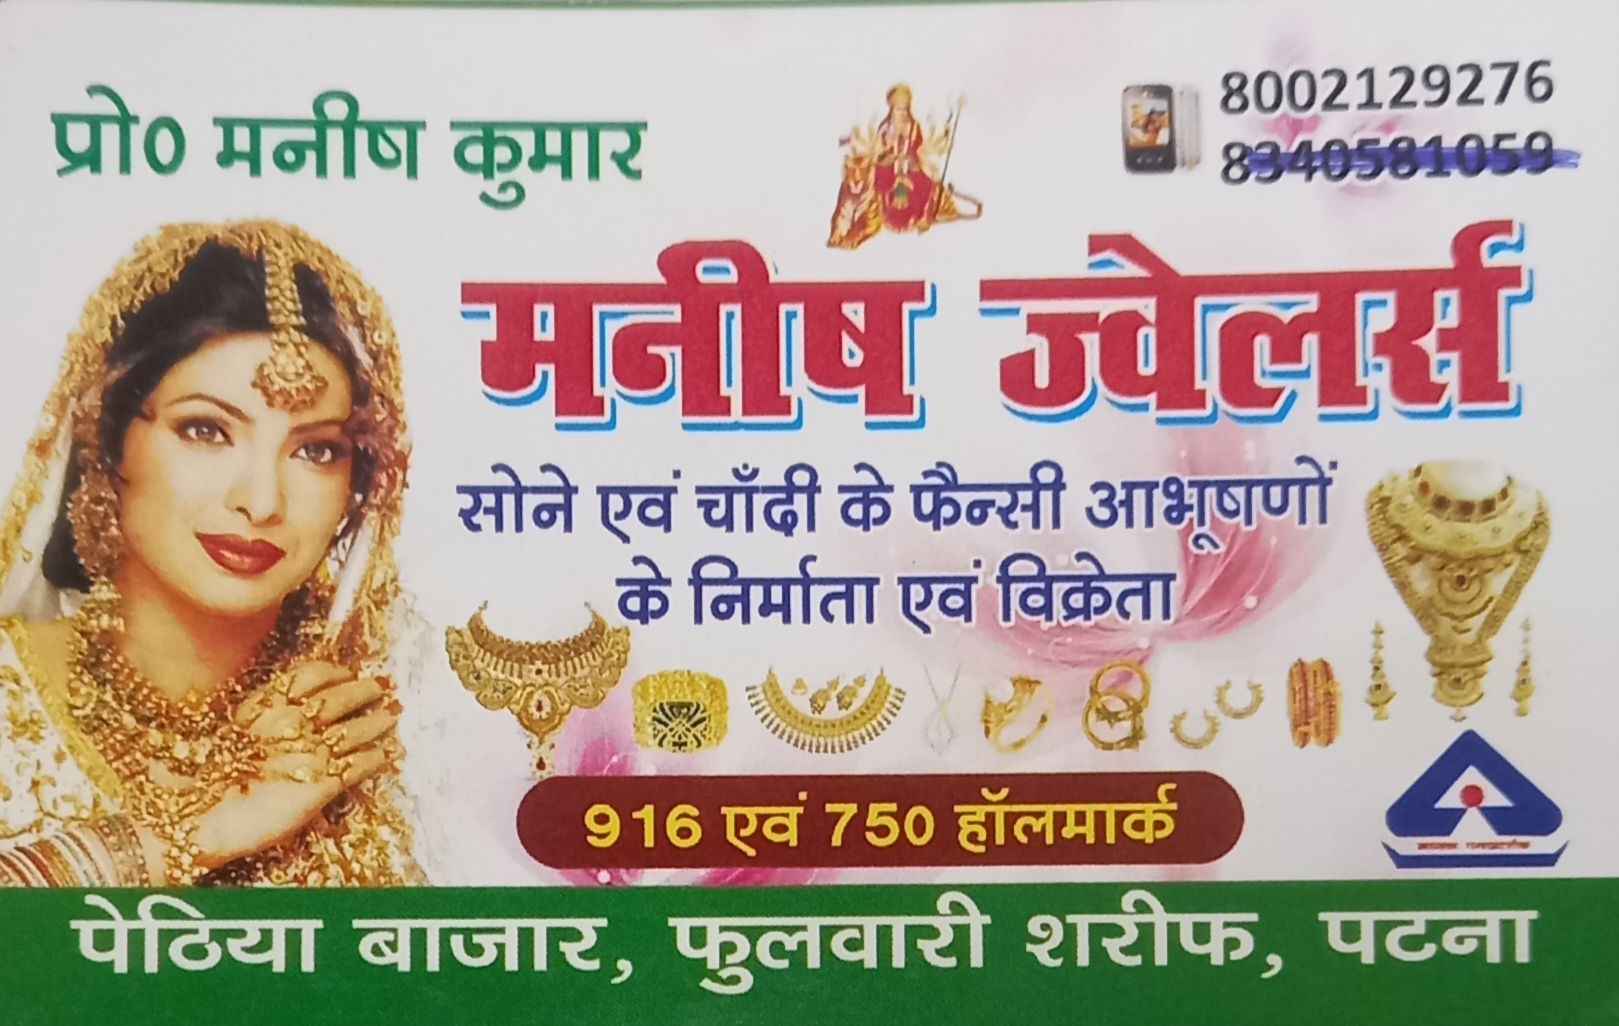 प्रो० मनीष कुमार
8002129276
8340581059
मनीष ज्वेलर्स
सोने एवं चाँदी के फैन्सी आभूषणों
के निर्माता एवं विक्रेता
916 एवं 750 हॉलमार्क
पेठिया बाजार, फुलवारी शरीफ, पटना